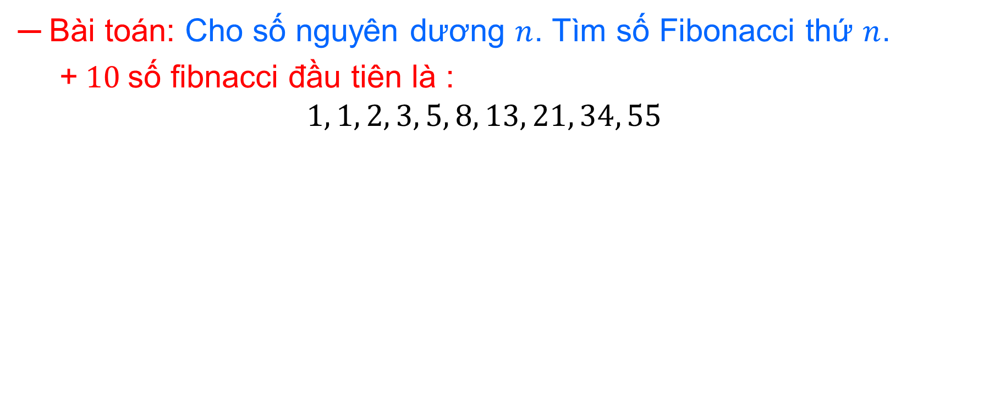 — Bài toán: Cho số nguyên dương n. Tìm số Fibonacci thứ n.
+ 10 số fibnacci đầu tiên là :
1, 1, 2, 3, 5, 8, 13, 21, 34, 55